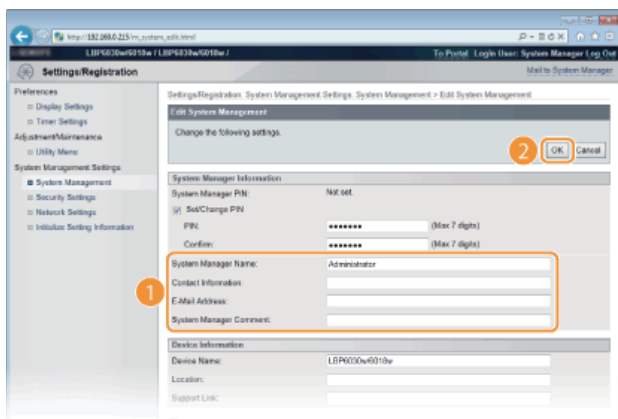 http://192.168.0.215/m_system_edit.html
LBP6030w/6018w / LBP6030w/6018w /
To Portal Login User: System Manager Log Out
Settings/Registration
Mail to System Manager
Preferences
Display Settings
Timer Settings
Adjustment/Maintenance
Utility Menu
System Management Settings
System Management
Security Settings
Network Settings
Initialize Setting Information
Settings/Registration: System Management Settings: System Management > Edit System Management
Edit System Management
Change the following settings.
2
OK
Cancel
System Manager Information
System Manager PIN:
Not set.
Set/Change PIN
PIN:
•••••••
(Max 7 digits)
Confirm:
•••••••
(Max 7 digits)
1
System Manager Name:
Administrator
Contact Information:
E-Mail Address:
System Manager Comment:
Device Information
Device Name:
LBP6030w/6018w
Location:
Support Link: